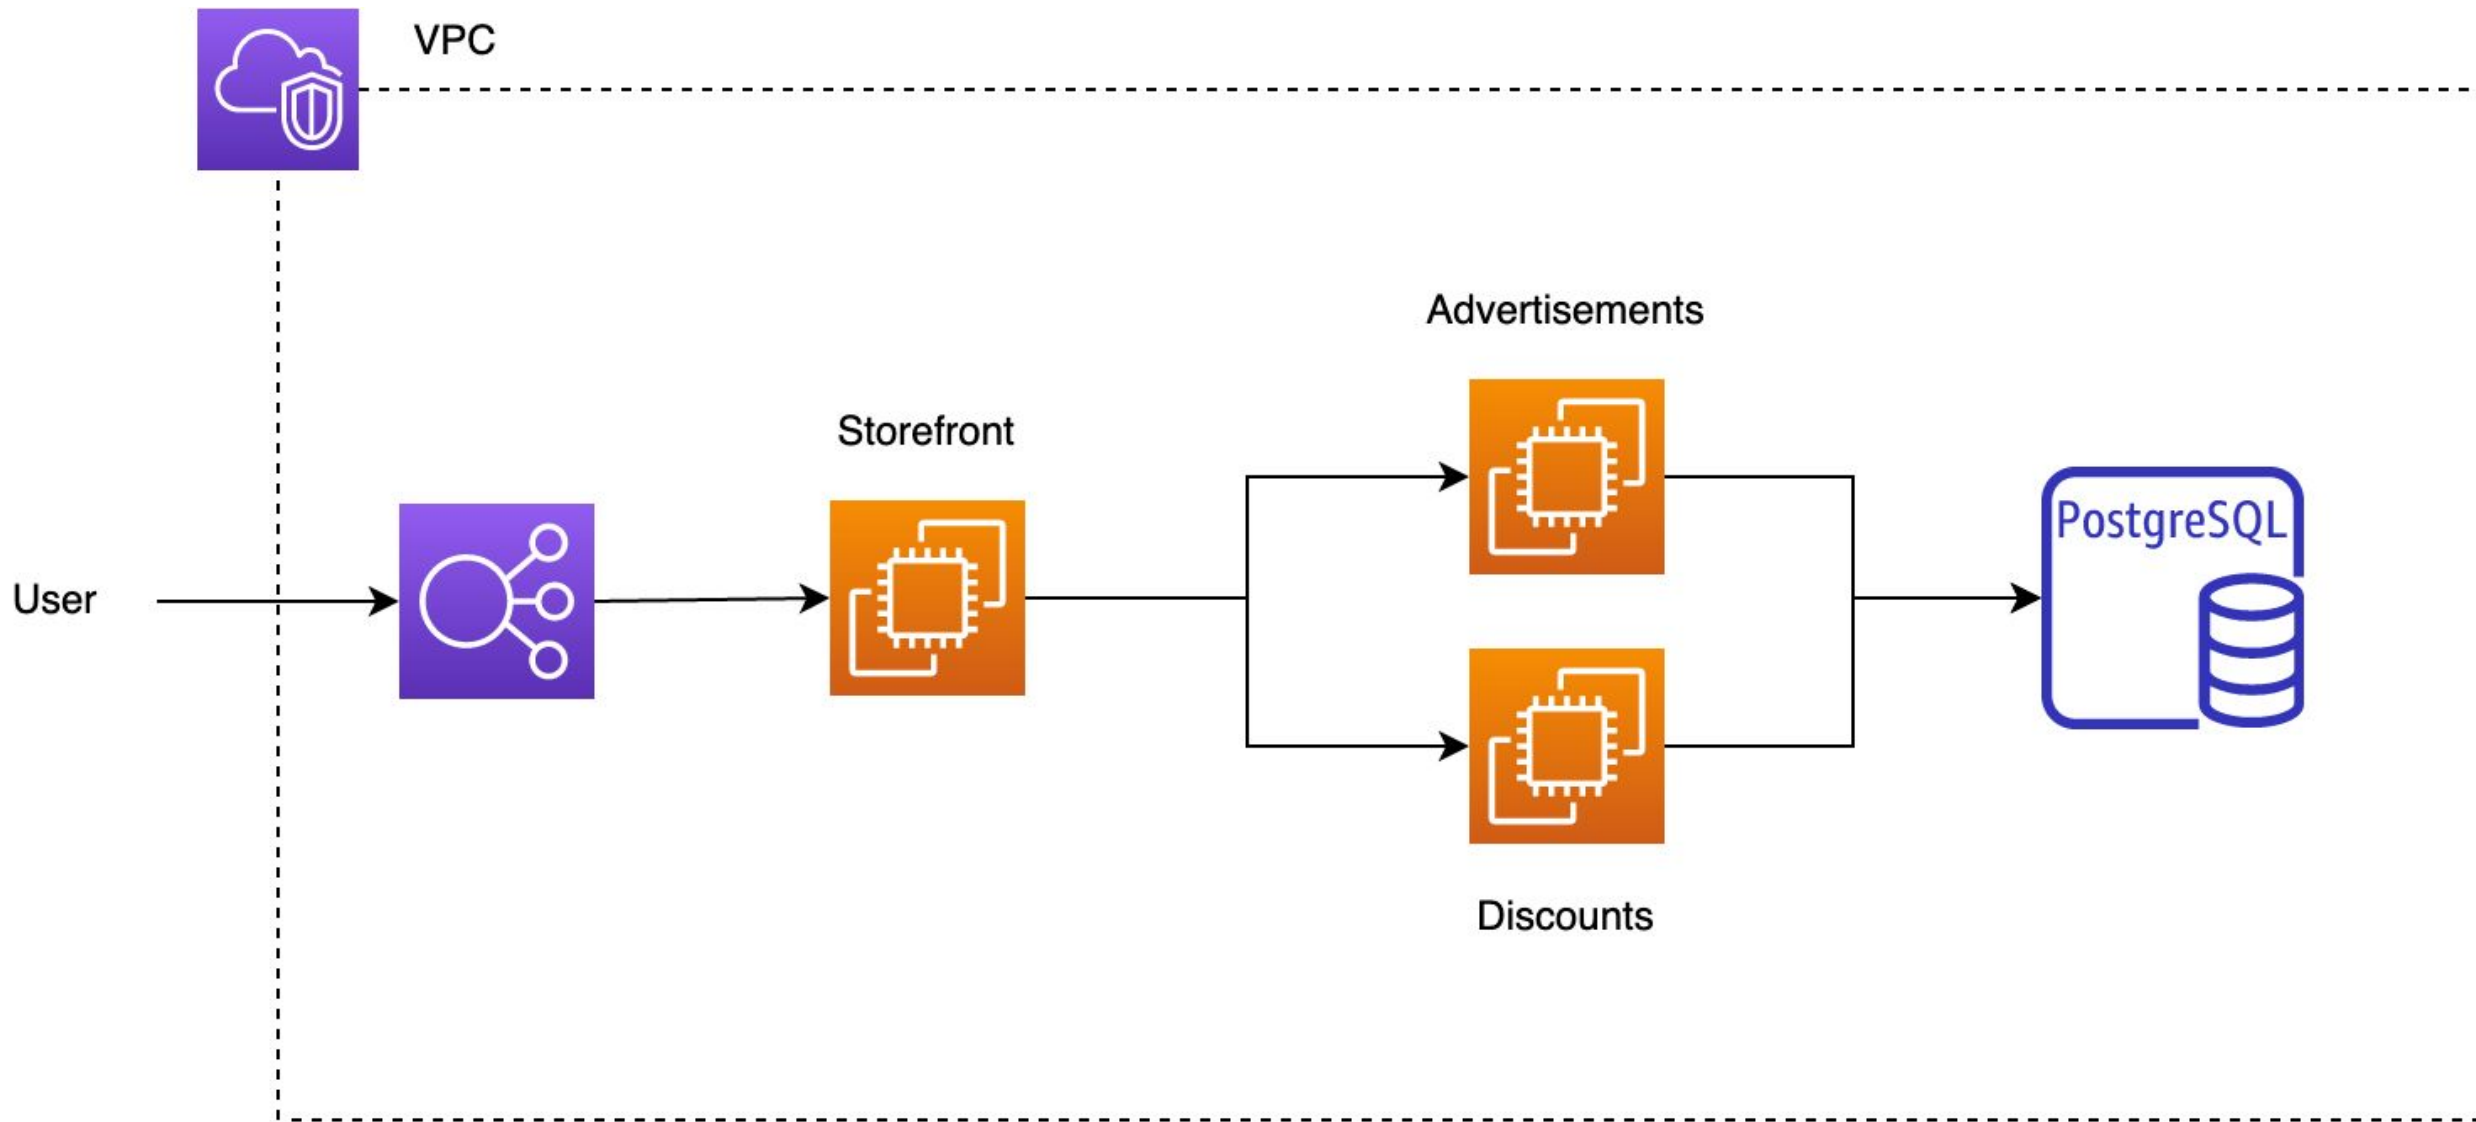 VPC
Advertisements
Storefront
PostgreSQL
User
Discounts